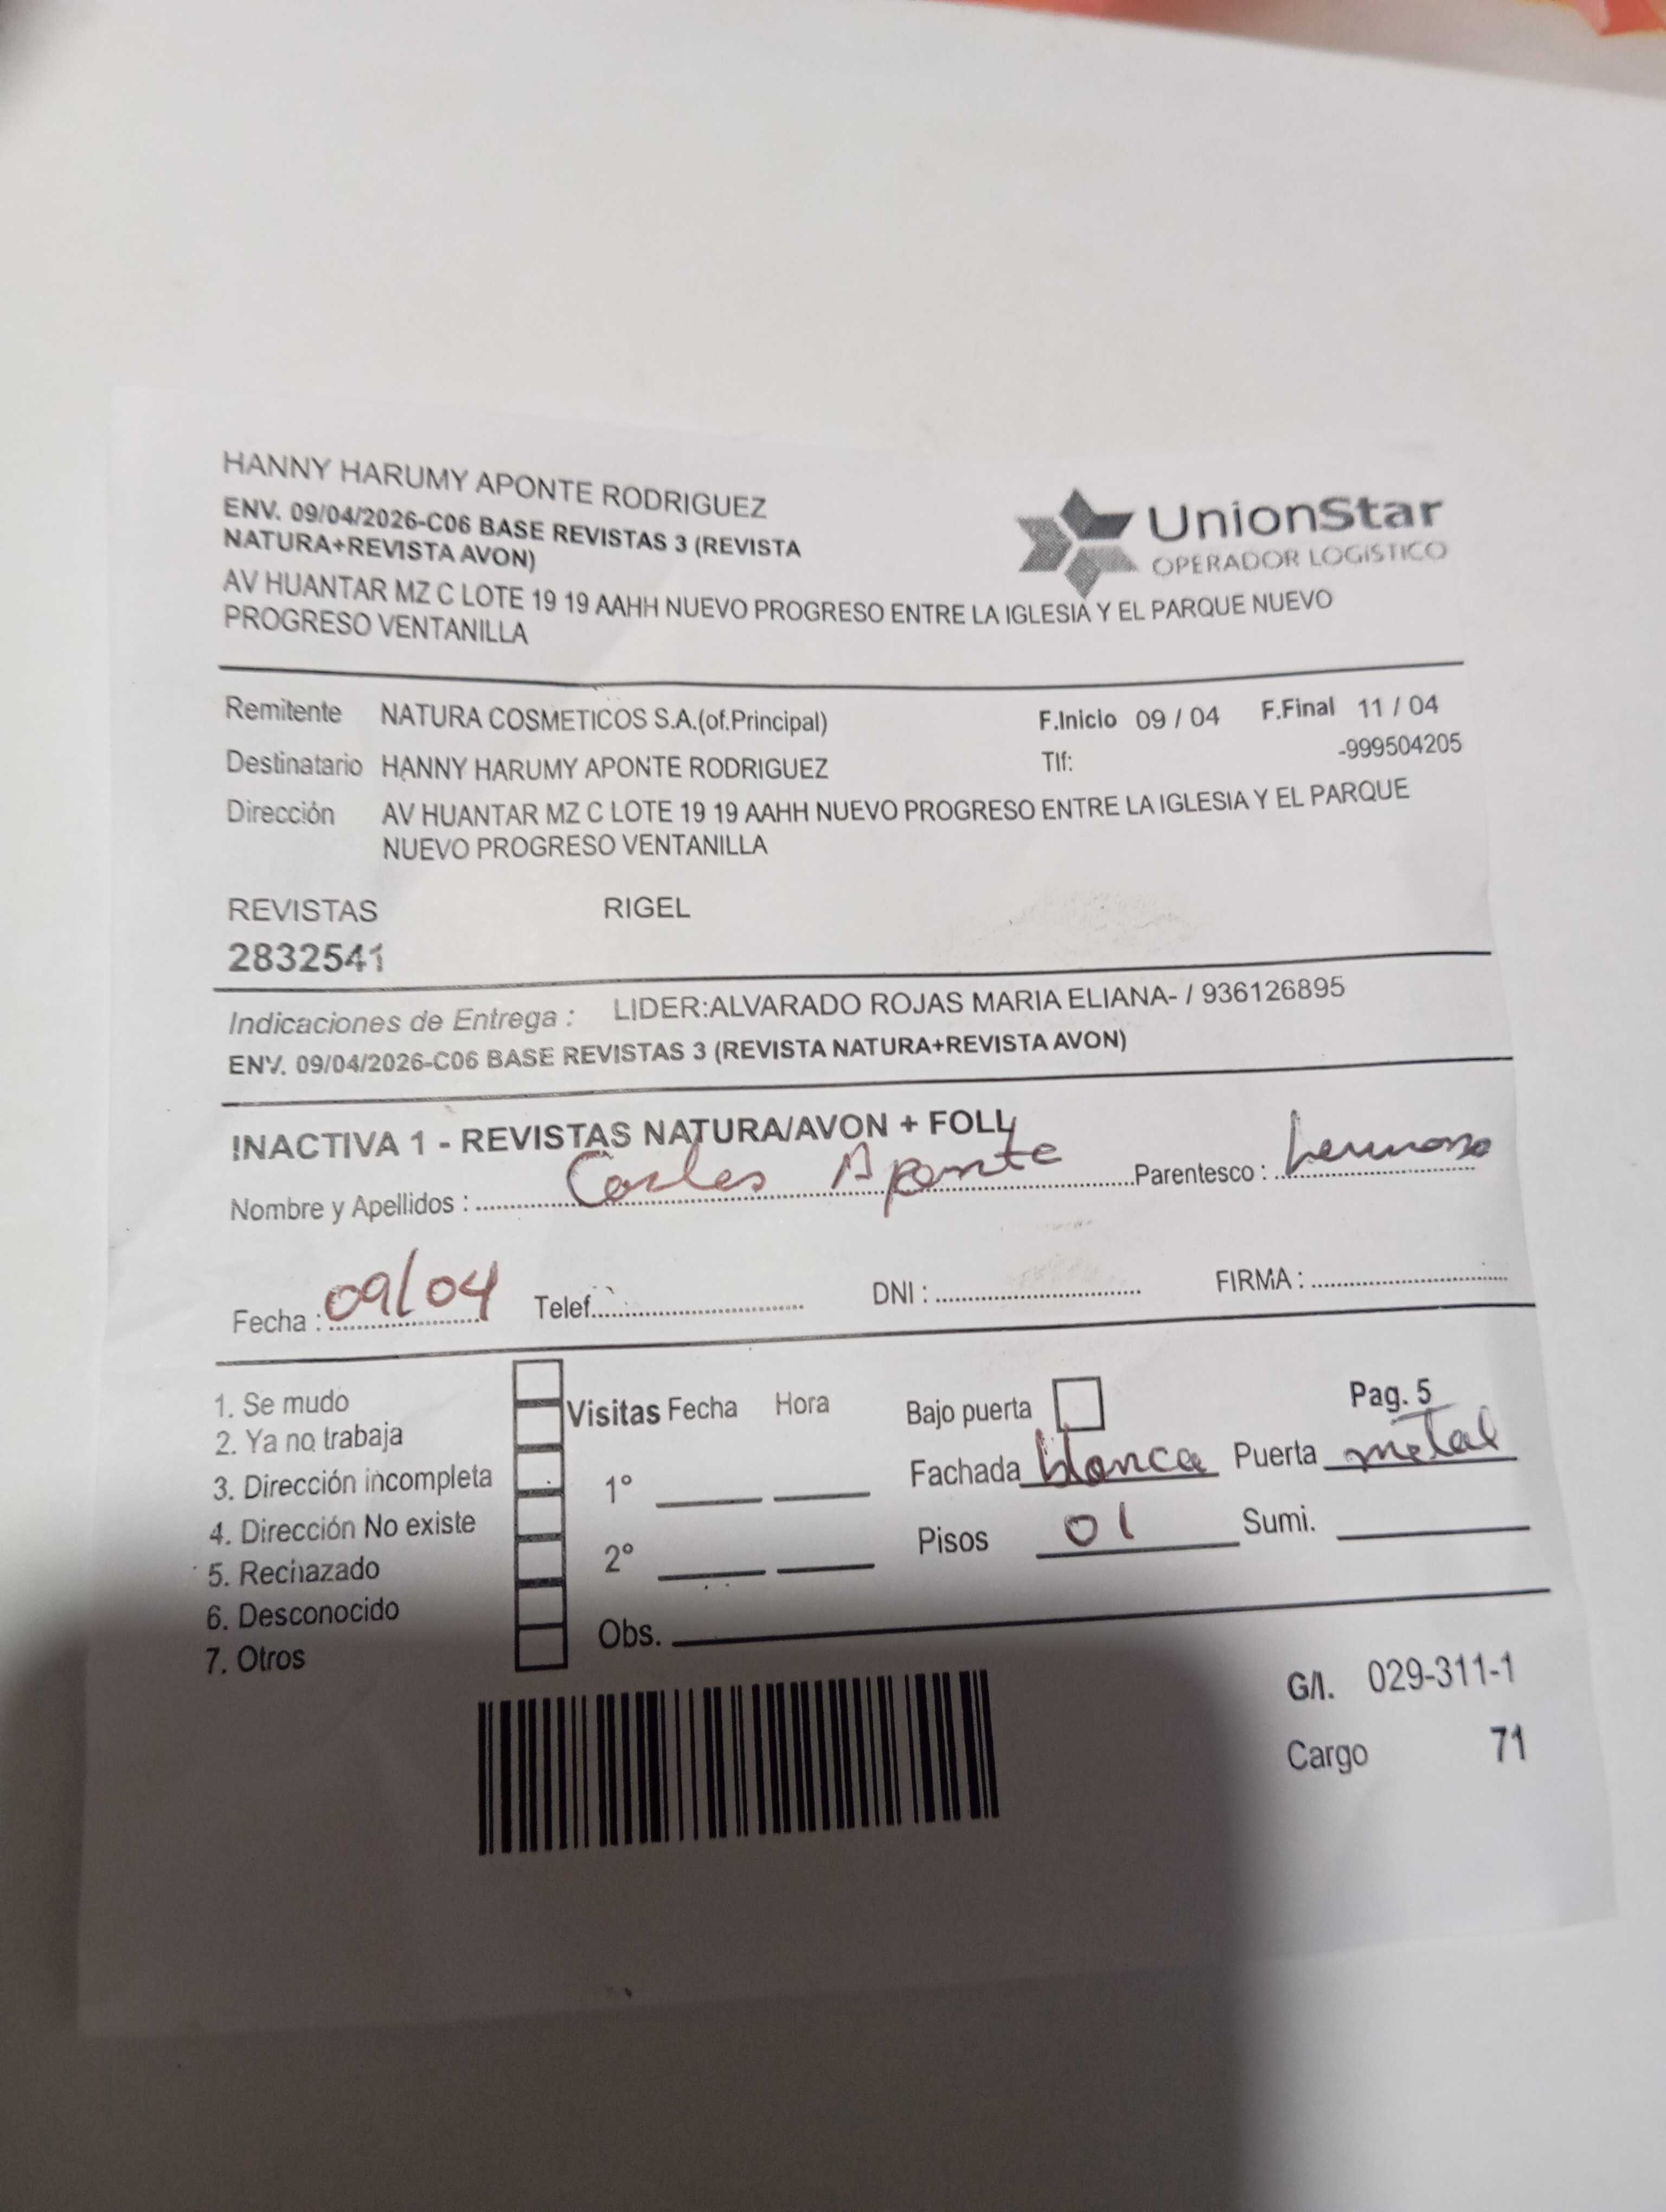 HANNY HARUMY APONTE RODRIGUEZ
ENV. 09/04/2026-C06 BASE REVISTAS 3 (REVISTA
NATURA+REVISTA AVON)
UnionStar
OPERADOR LOGISTICO
AV HUANTAR MZ C LOTE 19 19 AAHH NUEVO PROGRESO ENTRE LA IGLESIA Y EL PARQUE NUEVO
PROGRESO VENTANILLA
Remitente NATURA COSMETICOS S.A.(of.Principal) F.Inicio 09 / 04 F.Final 11 / 04
Destinatario HANNY HARUMY APONTE RODRIGUEZ Tlf: -999504205
Dirección AV HUANTAR MZ C LOTE 19 19 AAHH NUEVO PROGRESO ENTRE LA IGLESIA Y EL PARQUE
NUEVO PROGRESO VENTANILLA
REVISTAS RIGEL
2832541
Indicaciones de Entrega : LIDER:ALVARADO ROJAS MARIA ELIANA- / 936126895
ENV. 09/04/2026-C06 BASE REVISTAS 3 (REVISTA NATURA+REVISTA AVON)
INACTIVA 1 - REVISTAS NATURA/AVON + FOLL
Nombre y Apellidos : Carlos Aponte Parentesco : hermano
Fecha : 09/04 Telef. DNI : FIRMA :
1. Se mudo
2. Ya no trabaja
3. Dirección incompleta
4. Dirección No existe
5. Rechazado
6. Desconocido
7. Otros
Visitas Fecha Hora
1°
2°
Obs.
Bajo puerta Pag. 5
Fachada blanca Puerta metal
Pisos 01 Sumi.
G/I. 029-311-1
Cargo 71